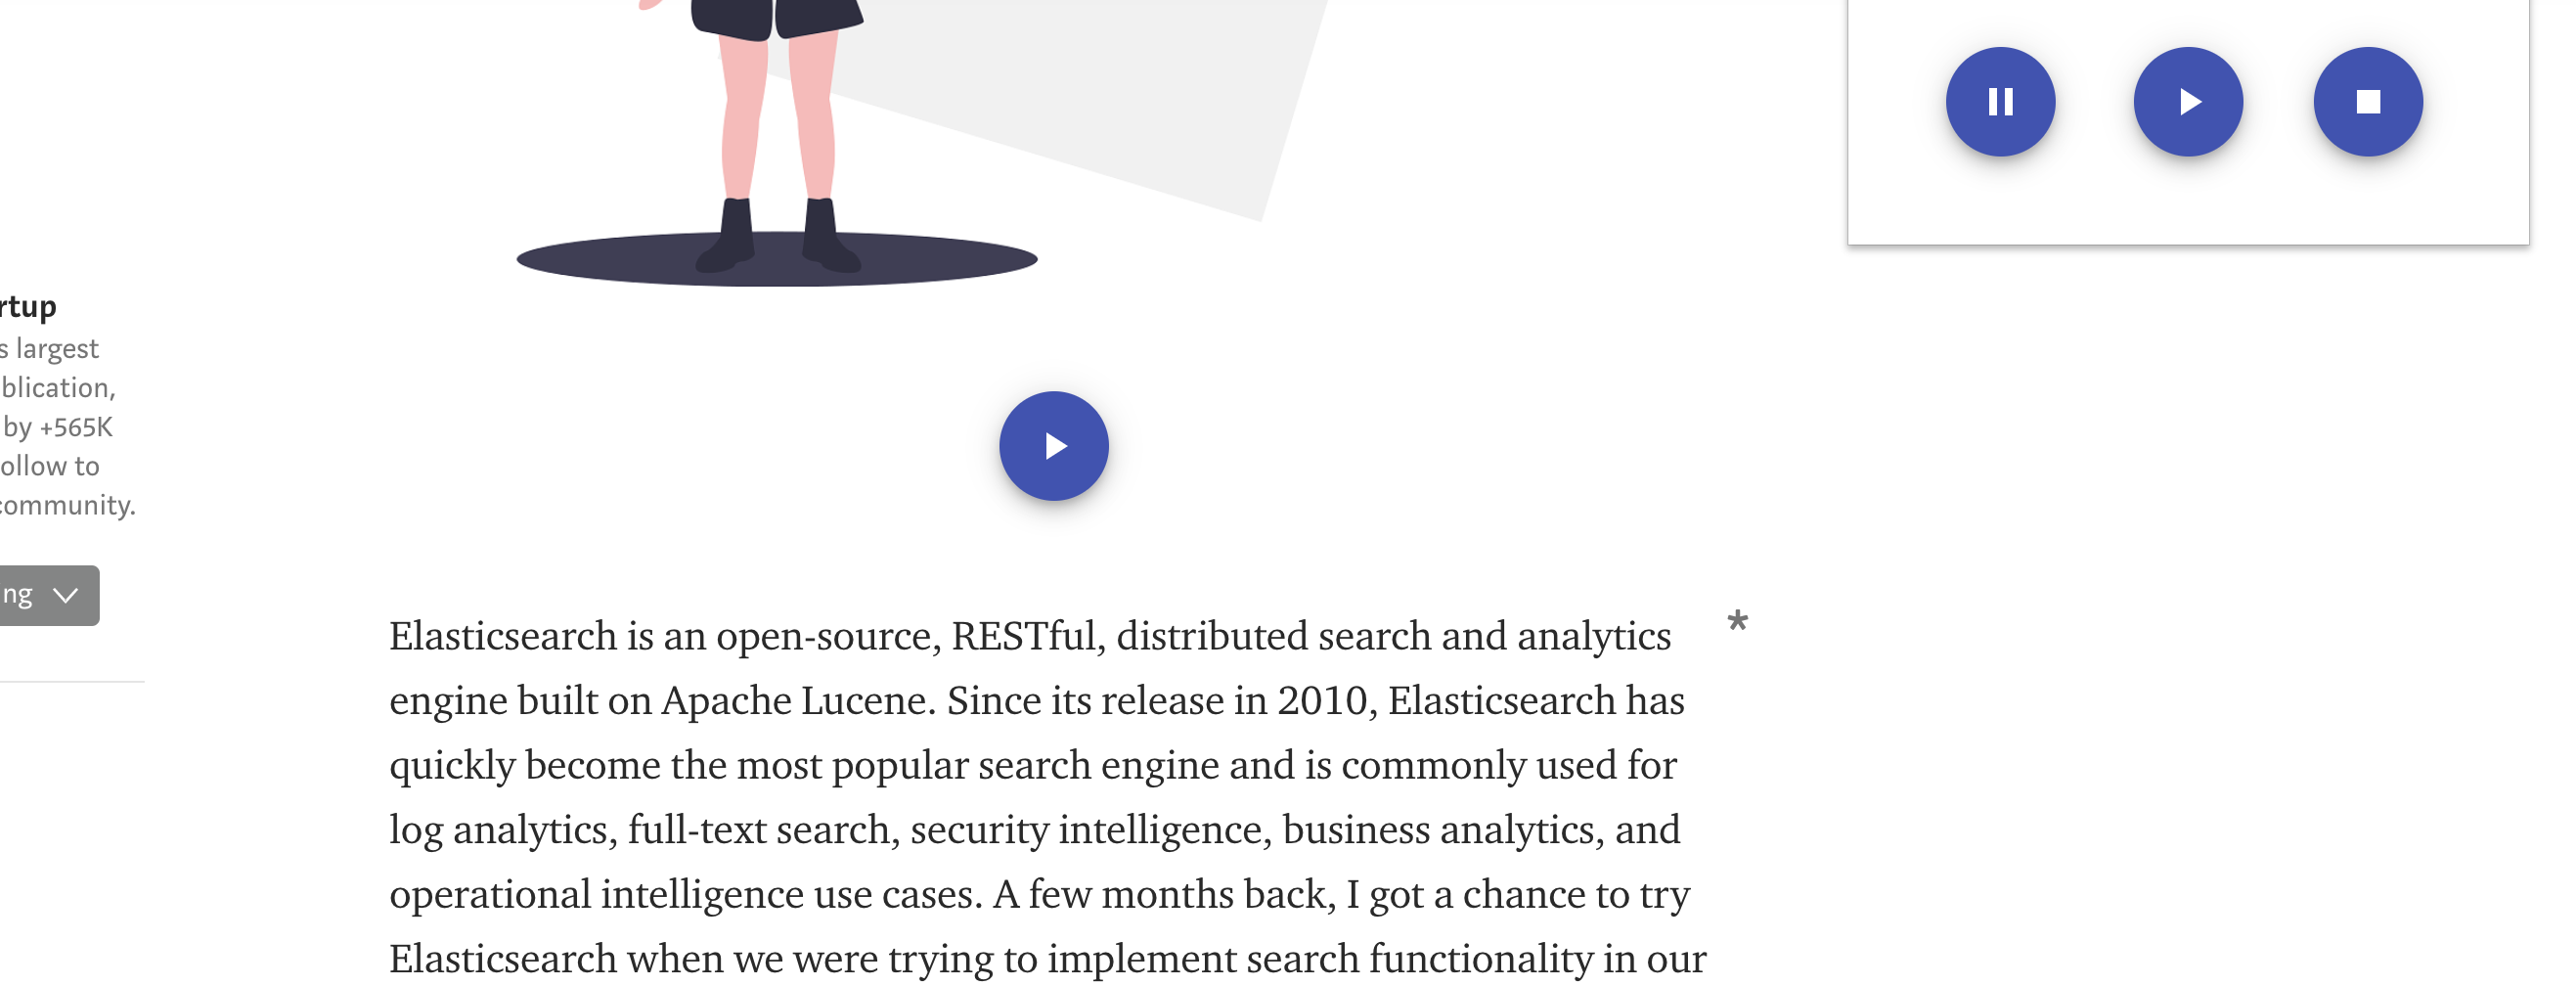 rtup
s largest
blication,
by +565K
ollow to
community.
ng
*
Elasticsearch is an open-source, RESTful, distributed search and analytics
engine built on Apache Lucene. Since its release in 2010, Elasticsearch has
quickly become the most popular search engine and is commonly used for
log analytics, full-text search, security intelligence, business analytics, and
operational intelligence use cases. A few months back, I got a chance to try
Elasticsearch when we were trying to implement search functionality in our